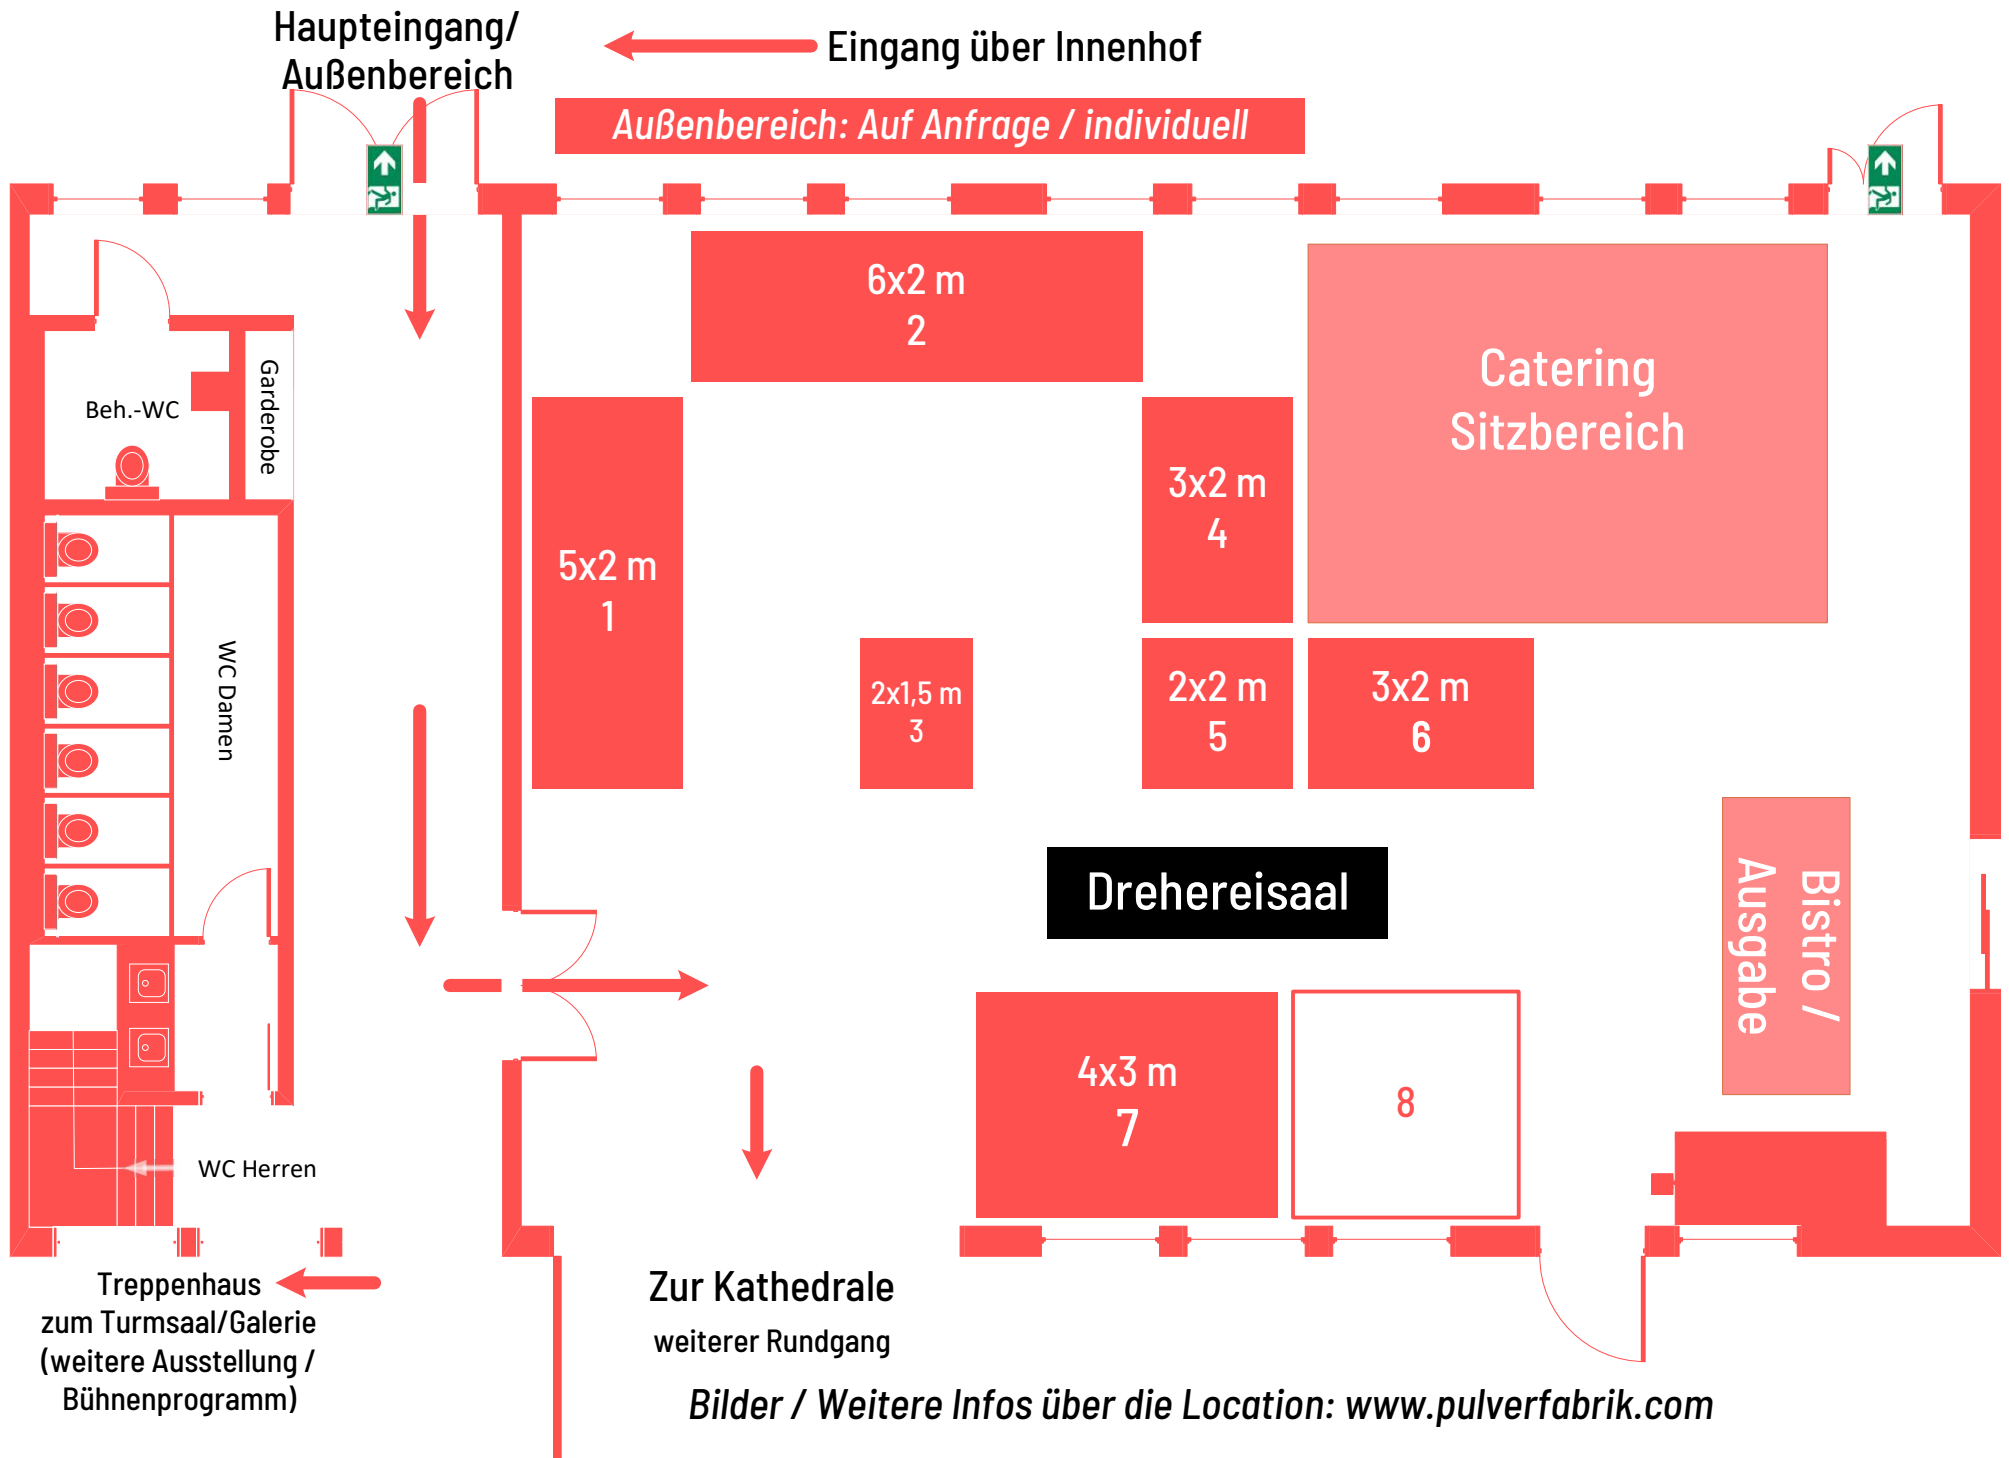 Haupteingang/
Außenbereich
Eingang über Innenhof
Außenbereich: Auf Anfrage / individuell
6x2 m
2
Catering
Sitzbereich
Garderobe
Beh.-WC
3x2 m
4
5x2 m
1
WC Damen
2x1,5 m
3
2x2 m
5
3x2 m
6
Drehereisaal
Bistro /
Ausgabe
4x3 m
7
8
WC Herren
Treppenhaus
zum Turmsaal/Galerie
(weitere Ausstellung /
Bühnenprogramm)
Zur Kathedrale
weiterer Rundgang
Bilder / Weitere Infos über die Location: www.pulverfabrik.com